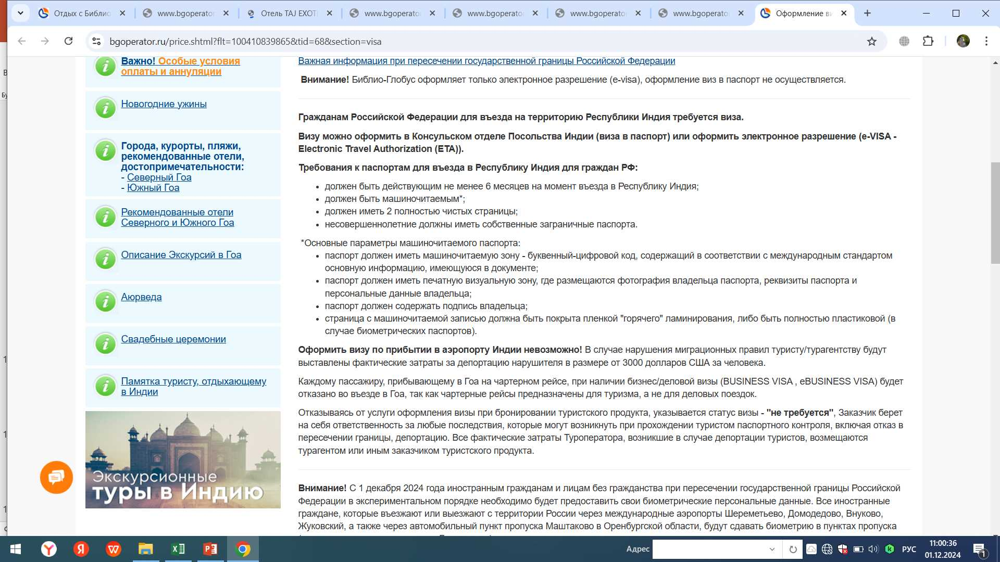 Отдых с Библио
www.bgoperator
Отель TAJ EXOTI
www.bgoperator
www.bgoperator
www.bgoperator
www.bgoperator
Оформление ви
bgoperator.ru/price.shtml?flt=100410839865&tid=68&section=visa
Важно! Особые условия
оплаты и аннуляции
Новогодние ужины
Города, курорты, пляжи,
рекомендованные отели,
достопримечательности:
- Северный Гоа
- Южный Гоа
Рекомендованные отели
Северного и Южного Гоа
Описание Экскурсий в Гоа
Аюрведа
Свадебные церемонии
Памятка туристу, отдыхающему
в Индии
Экскурсионные
туры в Индию
Важная информация при пересечении государственной границы Российской Федерации
Внимание! Библио-Глобус оформляет только электронное разрешение (e-visa), оформление виз в паспорт не осуществляется.
Гражданам Российской Федерации для въезда на территорию Республики Индия требуется виза.
Визу можно оформить в Консульском отделе Посольства Индии (виза в паспорт) или оформить электронное разрешение (e-VISA -
Electronic Travel Authorization (ETA)).
Требования к паспортам для въезда в Республику Индия для граждан РФ:
• должен быть действующим не менее 6 месяцев на момент въезда в Республику Индия;
• должен быть машиночитаемым*;
• должен иметь 2 полностью чистых страницы;
• несовершеннолетние должны иметь собственные заграничные паспорта.
*Основные параметры машиночитаемого паспорта:
• паспорт должен иметь машиночитаемую зону - буквенный-цифровой код, содержащий в соответствии с международным стандартом
основную информацию, имеющуюся в документе;
• паспорт должен иметь печатную визуальную зону, где размещаются фотография владельца паспорта, реквизиты паспорта и
персональные данные владельца;
• паспорт должен содержать подпись владельца;
• страница с машиночитаемой записью должна быть покрыта пленкой "горячего" ламинирования, либо быть полностью пластиковой (в
случае биометрических паспортов).
Оформить визу по прибытии в аэропорту Индии невозможно! В случае нарушения миграционных правил туристу/турагентству будут
выставлены фактические затраты за депортацию нарушителя в размере от 3000 долларов США за человека.
Каждому пассажиру, прибывающему в Гоа на чартерном рейсе, при наличии бизнес/деловой визы (BUSINESS VISA , eBUSINESS VISA) будет
отказано во въезде в Гоа, так как чартерные рейсы предназначены для туризма, а не для деловых поездок.
Отказываясь от услуги оформления визы при бронировании туристского продукта, указывается статус визы - "не требуется", Заказчик берет
на себя ответственность за любые последствия, которые могут возникнуть при прохождении туристом паспортного контроля, включая отказ в
пересечении границы, депортацию. Все фактические затраты Туроператора, возникшие в случае депортации туристов, возмещаются
турагентом или иным заказчиком туристского продукта.
Внимание! С 1 декабря 2024 года иностранным гражданам и лицам без гражданства при пересечении государственной границы Российской
Федерации в экспериментальном порядке необходимо будет предоставить свои биометрические персональные данные. Все иностранные
граждане, которые въезжают или выезжают с территории России через международные аэропорты Шереметьево, Домодедово, Внуково,
Жуковский, а также через автомобильный пункт пропуска Маштаково в Оренбургской области, будут сдавать биометрию в пунктах пропуска
Адрес
РУС
11:00:36
01.12.2024
1